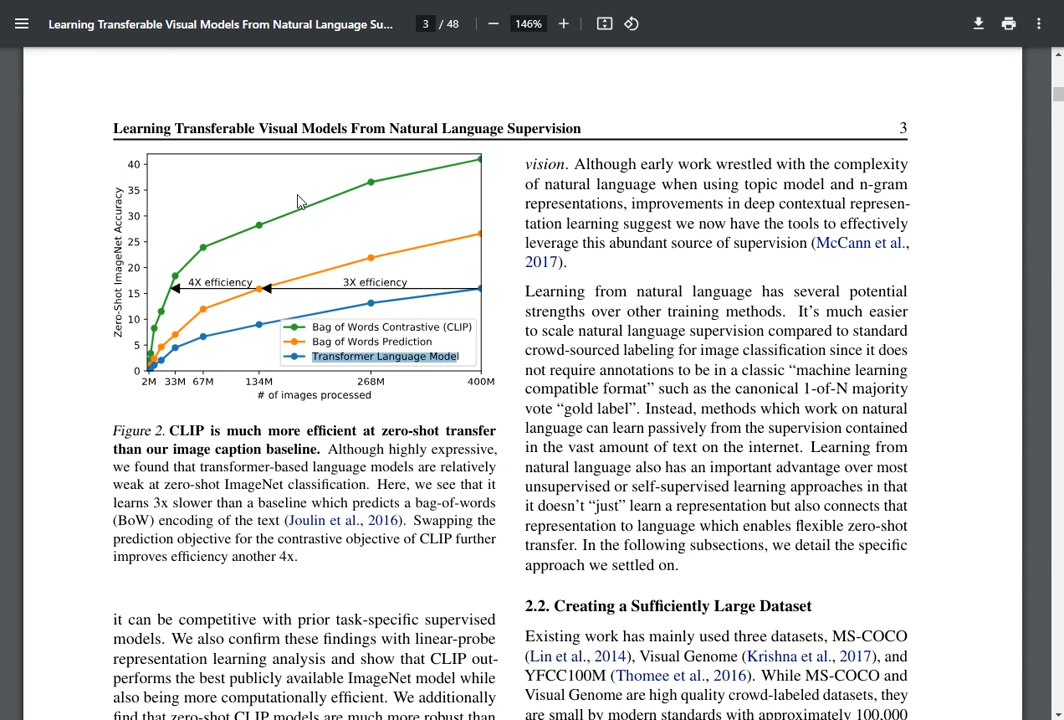 Learning Transferable Visual Models From Natural Language Su...
3 / 48
146%
Learning Transferable Visual Models From Natural Language Supervision
3
Zero-Shot ImageNet Accuracy
40
35
30
25
20
15
10
5
0
4X efficiency
3X efficiency
Bag of Words Contrastive (CLIP)
Bag of Words Prediction
Transformer Language Model
2M 33M 67M 134M 268M 400M
# of images processed
Figure 2. CLIP is much more efficient at zero-shot transfer
than our image caption baseline. Although highly expressive,
we found that transformer-based language models are relatively
weak at zero-shot ImageNet classification. Here, we see that it
learns 3x slower than a baseline which predicts a bag-of-words
(BoW) encoding of the text (Joulin et al., 2016). Swapping the
prediction objective for the contrastive objective of CLIP further
improves efficiency another 4x.
it can be competitive with prior task-specific supervised
models. We also confirm these findings with linear-probe
representation learning analysis and show that CLIP out-
performs the best publicly available ImageNet model while
also being more computationally efficient. We additionally
find that zero-shot CLIP models are much more robust than
vision. Although early work wrestled with the complexity
of natural language when using topic model and n-gram
representations, improvements in deep contextual represen-
tation learning suggest we now have the tools to effectively
leverage this abundant source of supervision (McCann et al.,
2017).
Learning from natural language has several potential
strengths over other training methods. It's much easier
to scale natural language supervision compared to standard
crowd-sourced labeling for image classification since it does
not require annotations to be in a classic “machine learning
compatible format” such as the canonical 1-of-N majority
vote “gold label”. Instead, methods which work on natural
language can learn passively from the supervision contained
in the vast amount of text on the internet. Learning from
natural language also has an important advantage over most
unsupervised or self-supervised learning approaches in that
it doesn't “just” learn a representation but also connects that
representation to language which enables flexible zero-shot
transfer. In the following subsections, we detail the specific
approach we settled on.
2.2. Creating a Sufficiently Large Dataset
Existing work has mainly used three datasets, MS-COCO
(Lin et al., 2014), Visual Genome (Krishna et al., 2017), and
YFCC100M (Thomee et al., 2016). While MS-COCO and
Visual Genome are high quality crowd-labeled datasets, they
are small by modern standards with approximately 100,000